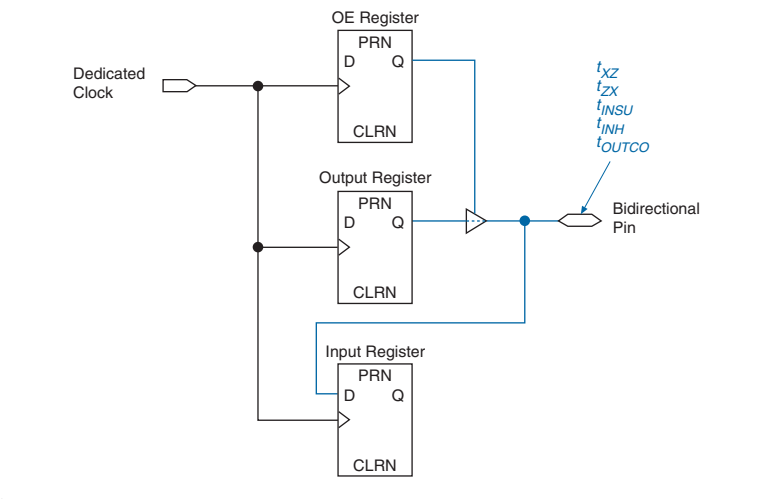 OE Register
PRN
D Q
CLRN
Dedicated
Clock
tXZ
tZX
tINSU
tINH
tOUTCO
Output Register
PRN
D Q
CLRN
Bidirectional
Pin
Input Register
PRN
D Q
CLRN